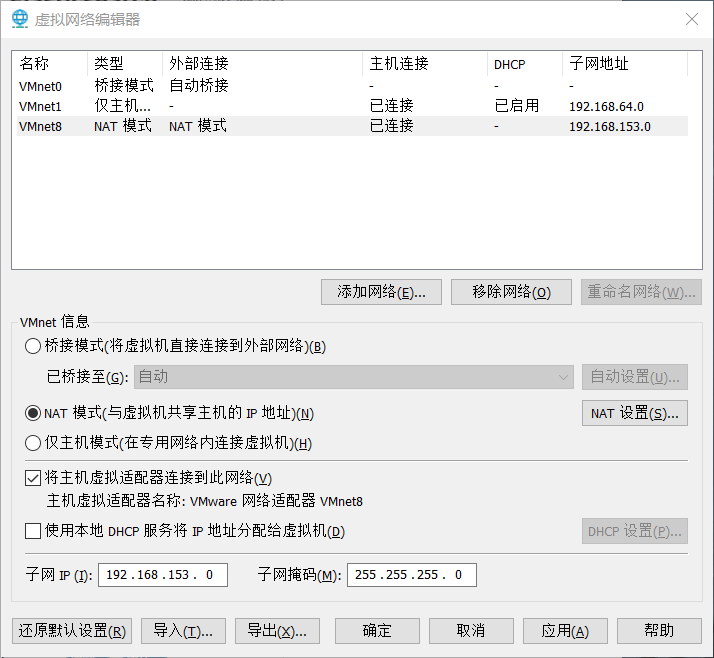 虚拟网络编辑器
名称 类型 外部连接 主机连接 DHCP 子网地址
VMnet0 桥接模式 自动桥接 - - -
VMnet1 仅主机... - 已连接 已启用 192.168.64.0
VMnet8 NAT 模式 NAT 模式 已连接 - 192.168.153.0
添加网络(E)... 移除网络(O) 重命名网络(W)...
VMnet 信息
桥接模式(将虚拟机直接连接到外部网络)(B)
已桥接至(G): 自动 自动设置(U)...
NAT 模式(与虚拟机共享主机的 IP 地址)(N) NAT 设置(S)...
仅主机模式(在专用网络内连接虚拟机)(H)
将主机虚拟适配器连接到此网络(V)
主机虚拟适配器名称: VMware 网络适配器 VMnet8
使用本地 DHCP 服务将 IP 地址分配给虚拟机(D) DHCP 设置(P)...
子网 IP (I): 192 . 168 . 153 . 0 子网掩码(M): 255 . 255 . 255 . 0
还原默认设置(R) 导入(T)... 导出(X)... 确定 取消 应用(A) 帮助